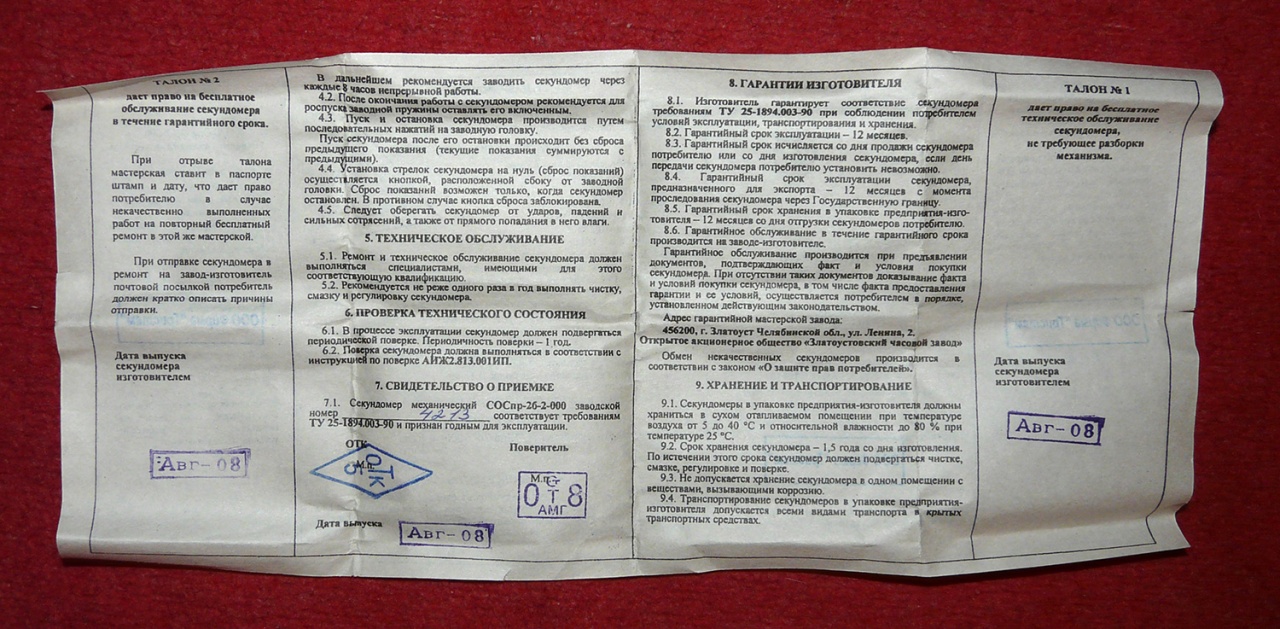 ТАЛОН № 2
дает право на бесплатное
обслуживание секундомера
в течение гарантийного срока.
При отрыве талона
мастерская ставит в паспорте
штамп и дату, что дает право
потребителю в случае
некачественно выполненных
работ на повторный бесплатный
ремонт в этой же мастерской.
При отправке секундомера в
ремонт на завод-изготовитель
почтовой посылкой потребитель
должен кратко описать причины
отправки.
Дата выпуска
секундомера
изготовителем
Авг-08
В дальнейшем рекомендуется заводить секундомер через
каждые 8 часов непрерывной работы.
4.2. После окончания работы с секундомером рекомендуется для
роспуска заводной пружины оставлять его включенным.
4.3. Пуск и остановка секундомера производится путем
последовательных нажатий на заводную головку.
Пуск секундомера после его остановки происходит без сброса
предыдущего показания (текущие показания суммируются с
предыдущими).
4.4. Установка стрелок секундомера на нуль (сброс показаний)
осуществляется кнопкой, расположенной сбоку от заводной
головки. Сброс показаний возможен только, когда секундомер
остановлен. В противном случае кнопка сброса заблокирована.
4.5. Следует оберегать секундомер от ударов, падений и
сильных сотрясений, а также от прямого попадания в него влаги.
5. ТЕХНИЧЕСКОЕ ОБСЛУЖИВАНИЕ
5.1. Ремонт и техническое обслуживание секундомера должен
выполняться специалистами, имеющими для этого
соответствующую квалификацию.
5.2. Рекомендуется не реже одного раза в год выполнять чистку,
смазку и регулировку секундомера.
6. ПРОВЕРКА ТЕХНИЧЕСКОГО СОСТОЯНИЯ
6.1. В процессе эксплуатации секундомер должен подвергаться
периодической поверке. Периодичность поверки – 1 год.
6.2. Поверка секундомера должна выполняться в соответствии с
инструкцией по поверке АИЖ2.813.001ИП.
7. СВИДЕТЕЛЬСТВО О ПРИЕМКЕ
7.1. Секундомер механический СОСпр-2б-2-000 заводской
номер 4213 соответствует требованиям
ТУ 25-1894.003-90 и признан годным для эксплуатации.
ОТК Поверитель
М.п. М.п.
ОТК 5
0 Т 8
АМГ
Дата выпуска Авг-08
8. ГАРАНТИИ ИЗГОТОВИТЕЛЯ
8.1. Изготовитель гарантирует соответствие секундомера
требованиям ТУ 25-1894.003-90 при соблюдении потребителем
условий эксплуатации, транспортирования и хранения.
8.2. Гарантийный срок эксплуатации – 12 месяцев.
8.3. Гарантийный срок исчисляется со дня продажи секундомера
потребителю или со дня изготовления секундомера, если день
передачи секундомера потребителю установить невозможно.
8.4. Гарантийный срок эксплуатации секундомера,
предназначенного для экспорта – 12 месяцев с момента
проследования секундомера через Государственную границу.
8.5. Гарантийный срок хранения в упаковке предприятия-изго-
товителя – 12 месяцев со дня отгрузки секундомеров потребителю.
8.6. Гарантийное обслуживание в течение гарантийного срока
производится на заводе-изготовителе.
Гарантийное обслуживание производится при предъявлении
документов, подтверждающих факт и условия покупки
секундомера. При отсутствии таких документов доказывание факта
и условий покупки секундомера, в том числе факта предоставления
гарантии и ее условий, осуществляется потребителем в порядке,
установленном действующим законодательством.
Адрес гарантийной мастерской завода:
456200, г. Златоуст Челябинской обл., ул. Ленина, 2.
Открытое акционерное общество «Златоустовский часовой завод»
Обмен некачественных секундомеров производится в
соответствии с законом «О защите прав потребителей».
9. ХРАНЕНИЕ И ТРАНСПОРТИРОВАНИЕ
9.1. Секундомеры в упаковке предприятия-изготовителя должны
храниться в сухом отапливаемом помещении при температуре
воздуха от 5 до 40 °С и относительной влажности до 80 % при
температуре 25 °С.
9.2. Срок хранения секундомера – 1,5 года со дня изготовления.
По истечении этого срока секундомер должен подвергаться чистке,
смазке, регулировке и поверке.
9.3. Не допускается хранение секундомера в одном помещении с
веществами, вызывающими коррозию.
9.4. Транспортирование секундомеров в упаковке предприятия-
изготовителя допускается всеми видами транспорта в крытых
транспортных средствах.
ТАЛОН № 1
дает право на бесплатное
техническое обслуживание
секундомера,
не требующее разборки
механизма.
Дата выпуска
секундомера
изготовителем
Авг-08